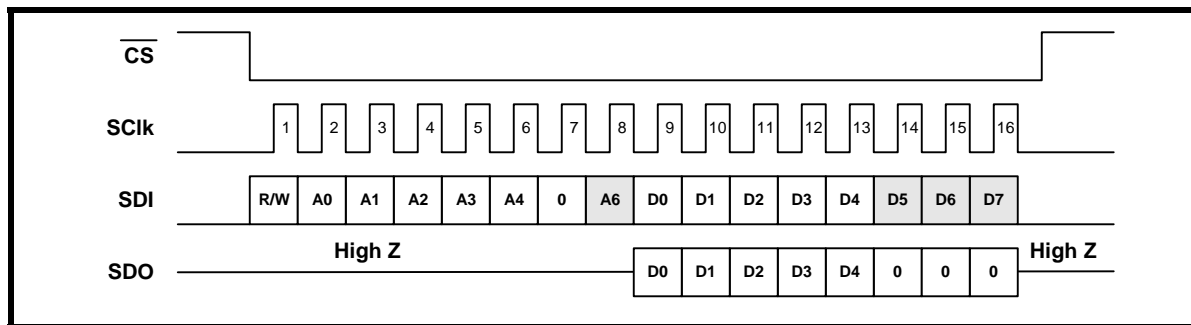 CS
SClk 1 2 3 4 5 6 7 8 9 10 11 12 13 14 15 16
SDI R/W A0 A1 A2 A3 A4 0 A6 D0 D1 D2 D3 D4 D5 D6 D7
High Z High Z
SDO D0 D1 D2 D3 D4 0 0 0